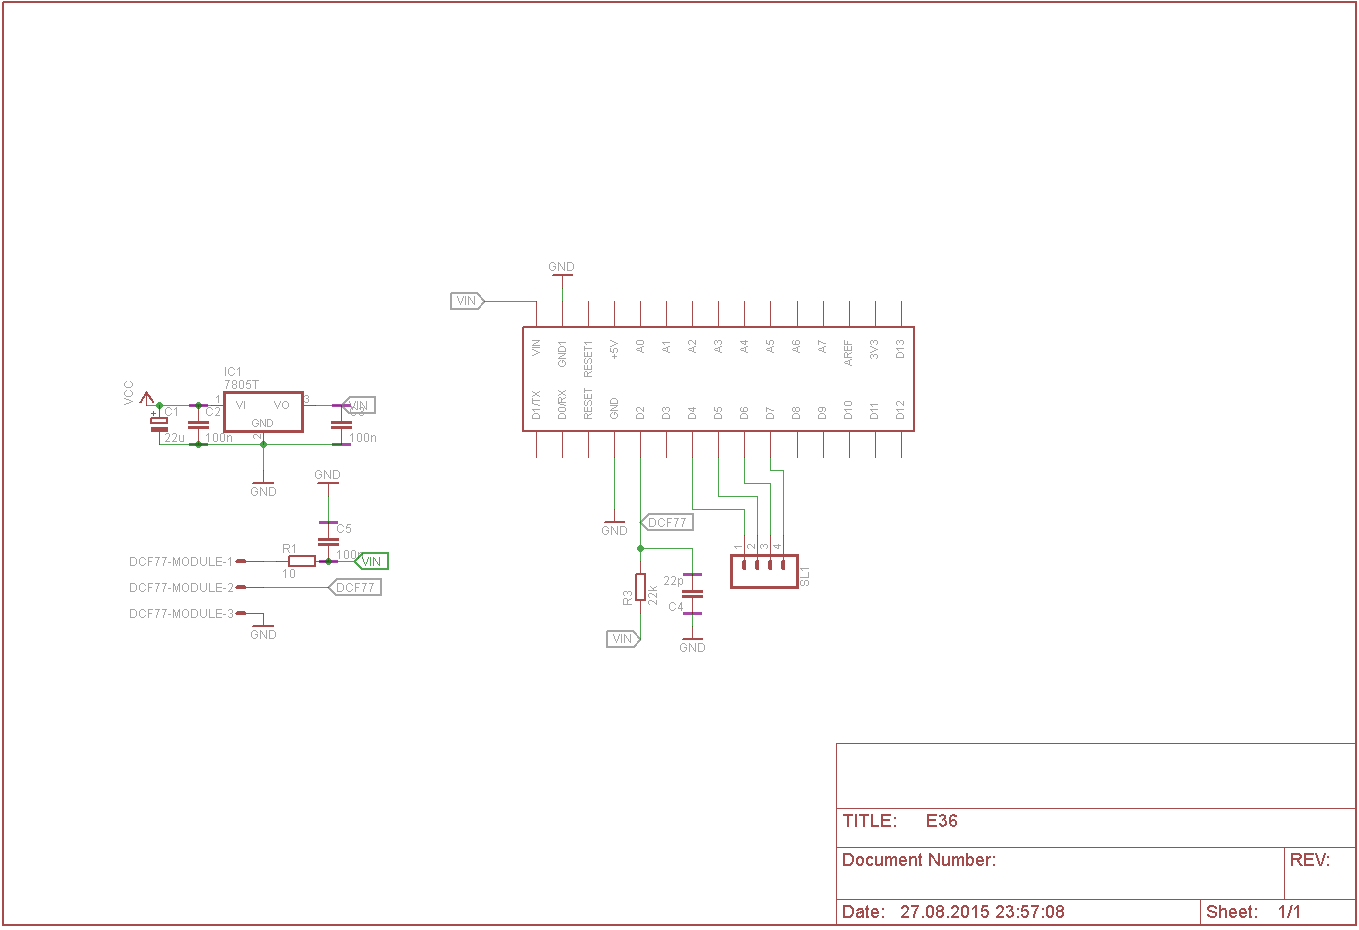 GND
VIN
VIN
GND1
RESET1
+5V
A0
A1
A2
A3
A4
A5
A6
A7
AREF
3V3
D13
D1/TX
D0/RX
RESET
GND
D2
D3
D4
D5
D6
D7
D8
D9
D10
D11
D12
IC1
7805T
VCC
1
3
VI
VO
GND
2
VIN
+
C1
C2
C3
22u
100n
100n
GND
GND
C5
100n
R1
10
VIN
DCF77-MODULE-1
DCF77-MODULE-2
DCF77
DCF77-MODULE-3
GND
GND
DCF77
1
2
3
4
SL1
R3
22k
22p
C4
VIN
GND
TITLE: E36
Document Number:
REV:
Date: 27.08.2015 23:57:08
Sheet: 1/1